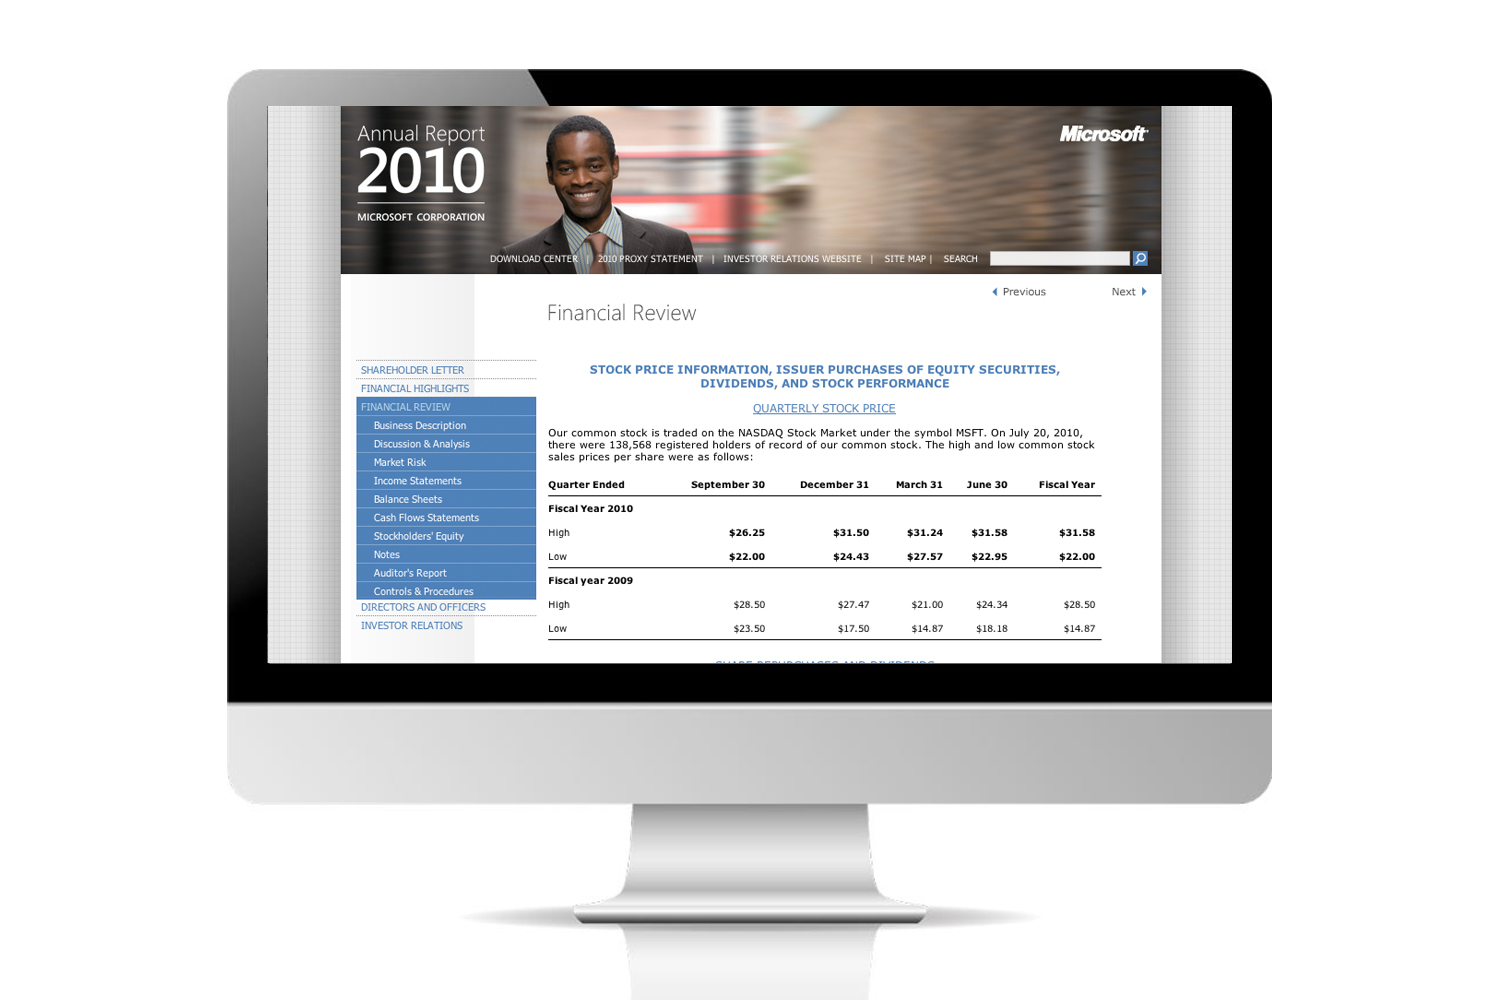 Annual Report
2010
MICROSOFT CORPORATION
Microsoft
DOWNLOAD CENTER | 2010 PROXY STATEMENT | INVESTOR RELATIONS WEBSITE | SITE MAP | SEARCH
Previous Next
Financial Review
SHAREHOLDER LETTER
FINANCIAL HIGHLIGHTS
FINANCIAL REVIEW
Business Description
Discussion & Analysis
Market Risk
Income Statements
Balance Sheets
Cash Flows Statements
Stockholders' Equity
Notes
Auditor's Report
Controls & Procedures
DIRECTORS AND OFFICERS
INVESTOR RELATIONS
STOCK PRICE INFORMATION, ISSUER PURCHASES OF EQUITY SECURITIES,
DIVIDENDS, AND STOCK PERFORMANCE
QUARTERLY STOCK PRICE
Our common stock is traded on the NASDAQ Stock Market under the symbol MSFT. On July 20, 2010,
there were 138,568 registered holders of record of our common stock. The high and low common stock
sales prices per share were as follows:
Quarter Ended September 30 December 31 March 31 June 30 Fiscal Year
Fiscal Year 2010
High $26.25 $31.50 $31.24 $31.58 $31.58
Low $22.00 $24.43 $27.57 $22.95 $22.00
Fiscal year 2009
High $28.50 $27.47 $21.00 $24.34 $28.50
Low $23.50 $17.50 $14.87 $18.18 $14.87
SHARE REPURCHASES AND DIVIDENDS